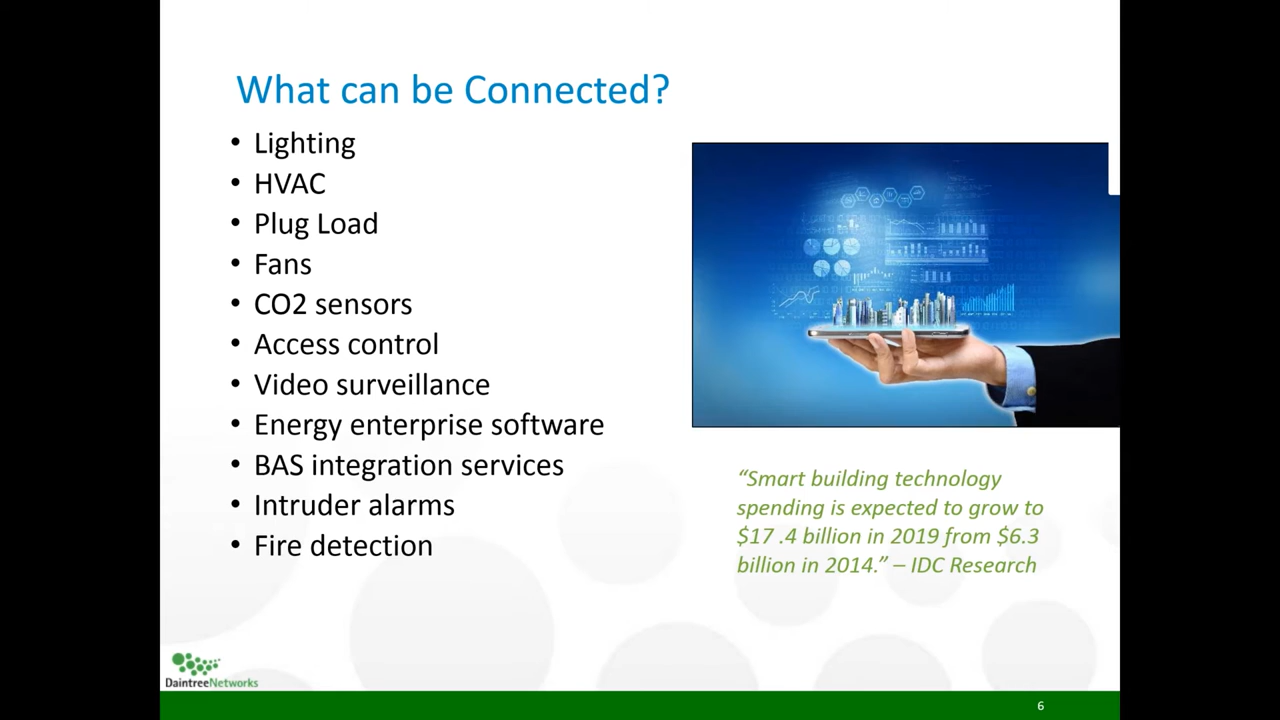 What can be Connected?
• Lighting
• HVAC
• Plug Load
• Fans
• CO2 sensors
• Access control
• Video surveillance
• Energy enterprise software
• BAS integration services
• Intruder alarms
• Fire detection
“Smart building technology
spending is expected to grow to
$17 .4 billion in 2019 from $6.3
billion in 2014.” – IDC Research
DaintreeNetworks
6